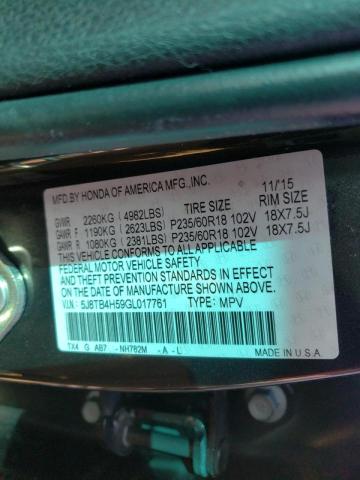 MFD.BY HONDA OF AMERICA MFG.,INC. 11/15
GVWR 2260KG (4982LBS) TIRE SIZE RIM SIZE
GAWR F 1190KG (2623LBS) P235/60R18 102V 18X7.5J
GAWR R 1080KG (2381LBS) P235/60R18 102V 18X7.5J
THIS VEHICLE CONFORMS TO ALL APPLICABLE
FEDERAL MOTOR VEHICLE SAFETY
AND THEFT PREVENTION STANDARDS IN EFFECT
ON THE DATE OF MANUFACTURE SHOWN ABOVE.
V.I.N.: 5J8TB4H59GL017761 TYPE: MPV
TX4 G AB7 -NH782M -A-L MADE IN U.S.A